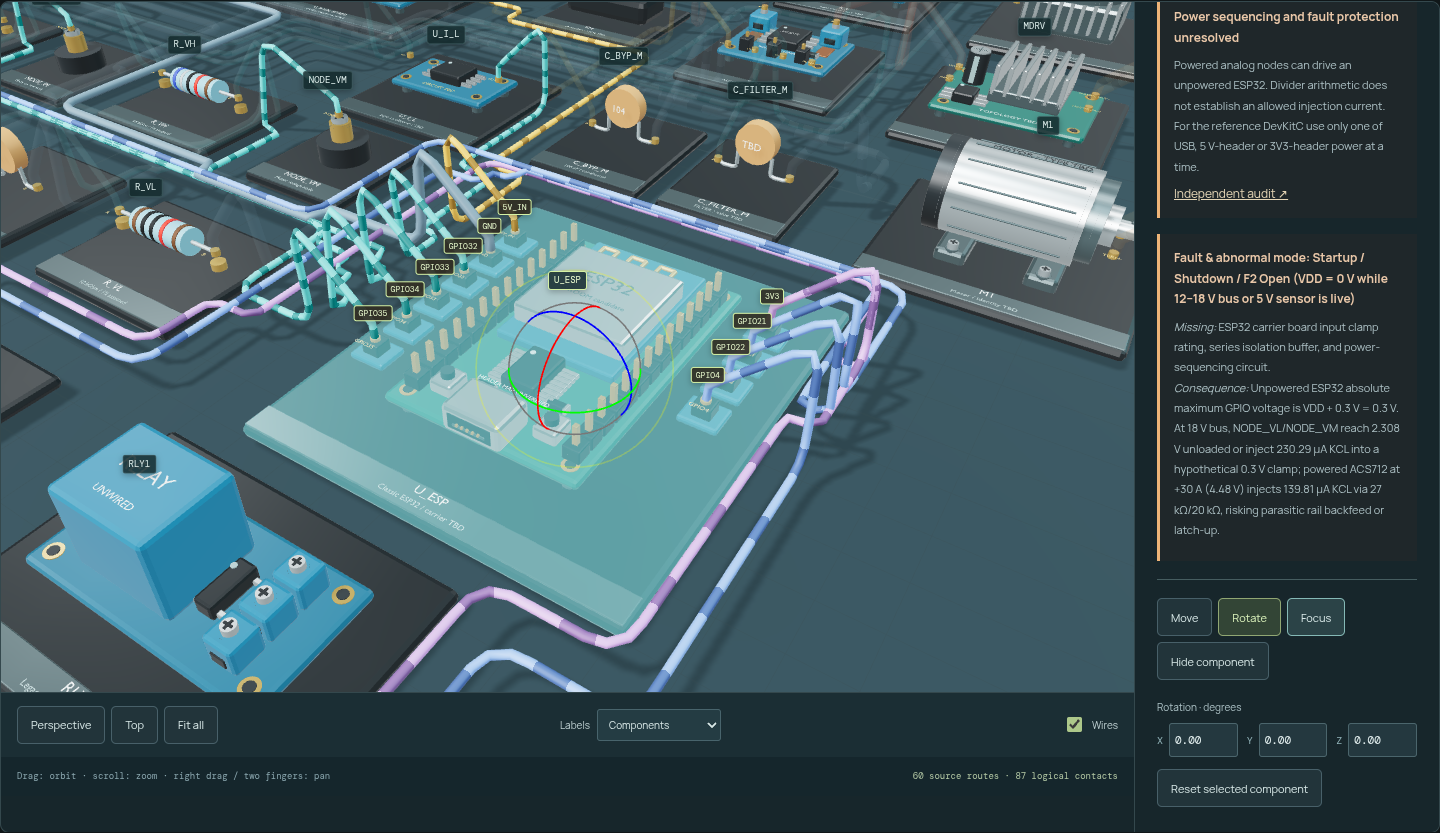 R_VH
NODE_VM
U_I_L
C_BYP_M
104
C_BYP_M
C_FILTER_M
TBD
C_FILTER_M
MDRV
M1
M1
R_VL
R_VL
NODE_VM
5V_IN
GND
GPIO32
GPIO33
GPIO34
GPIO35
U_ESP
ESP32
3V3
GPIO21
GPIO22
GPIO4
U_ESP
Classic ESP32 / carrier TBD
RLY1
RELAY
UNWIRED
Perspective
Top
Fit all
Labels
Components
Wires
Drag: orbit · scroll: zoom · right drag / two fingers: pan
60 source routes · 87 logical contacts
Power sequencing and fault protection
unresolved
Powered analog nodes can drive an
unpowered ESP32. Divider arithmetic does
not establish an allowed injection current.
For the reference DevKitC use only one of
USB, 5 V-header or 3V3-header power at a
time.
Independent audit ↗
Fault & abnormal mode: Startup /
Shutdown / F2 Open (VDD = 0 V while
12–18 V bus or 5 V sensor is live)
Missing: ESP32 carrier board input clamp
rating, series isolation buffer, and power-
sequencing circuit.
Consequence: Unpowered ESP32 absolute
maximum GPIO voltage is VDD + 0.3 V = 0.3 V.
At 18 V bus, NODE_VL/NODE_VM reach 2.308
V unloaded or inject 230.29 µA KCL into a
hypothetical 0.3 V clamp; powered ACS712 at
+30 A (4.48 V) injects 139.81 µA KCL via 27
kΩ/20 kΩ, risking parasitic rail backfeed or
latch-up.
Move
Rotate
Focus
Hide component
Rotation · degrees
X 0.00 Y 0.00 Z 0.00
Reset selected component